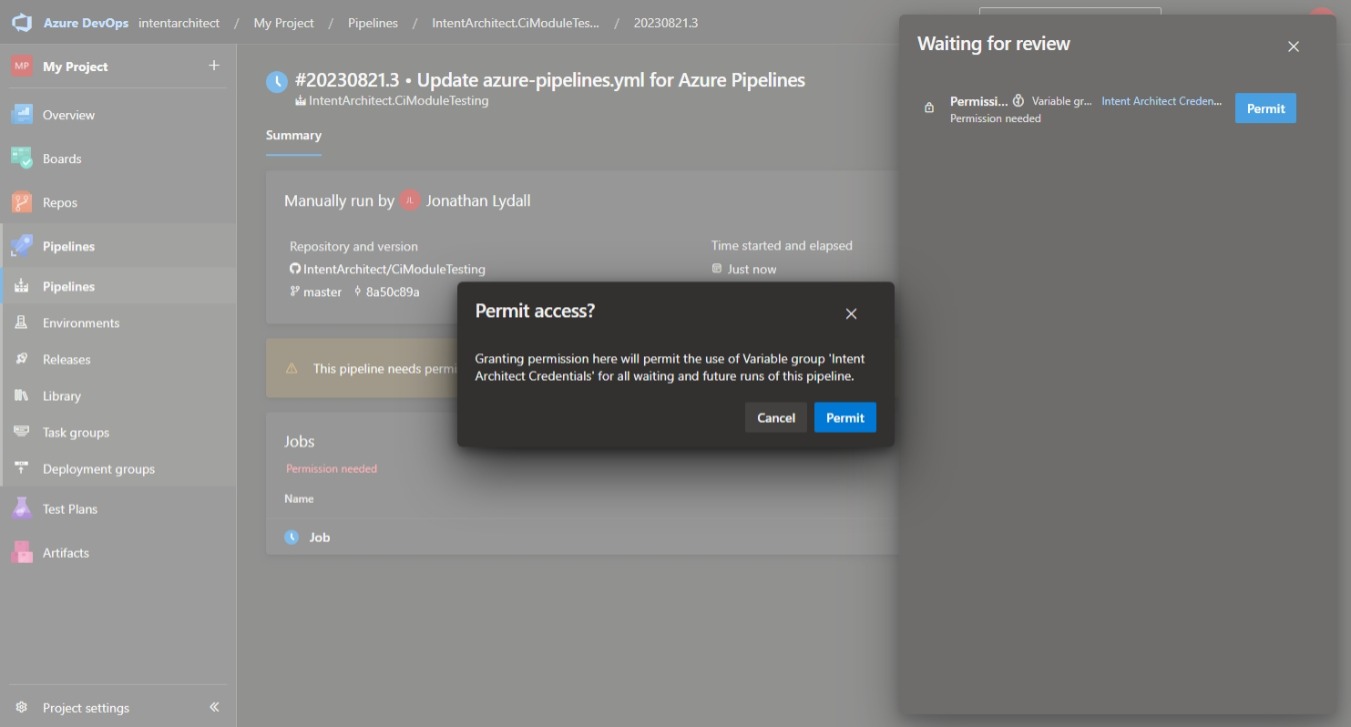 Azure DevOps intentarchitect / My Project / Pipelines / IntentArchitect.CiModuleTes... / 20230821.3
MP My Project +
Overview
Boards
Repos
Pipelines
Pipelines
Environments
Releases
Library
Task groups
Deployment groups
Test Plans
Artifacts
Project settings
#20230821.3 • Update azure-pipelines.yml for Azure Pipelines
IntentArchitect.CiModuleTesting
Summary
Manually run by JL Jonathan Lydall
Repository and version
IntentArchitect/CiModuleTesting
master 8a50c89a
Time started and elapsed
Just now
This pipeline needs permi
Jobs
Permission needed
Name
Job
Permit access?
Granting permission here will permit the use of Variable group 'Intent
Architect Credentials' for all waiting and future runs of this pipeline.
Cancel Permit
Waiting for review
Permissi... Variable gr... Intent Architect Creden... Permit
Permission needed